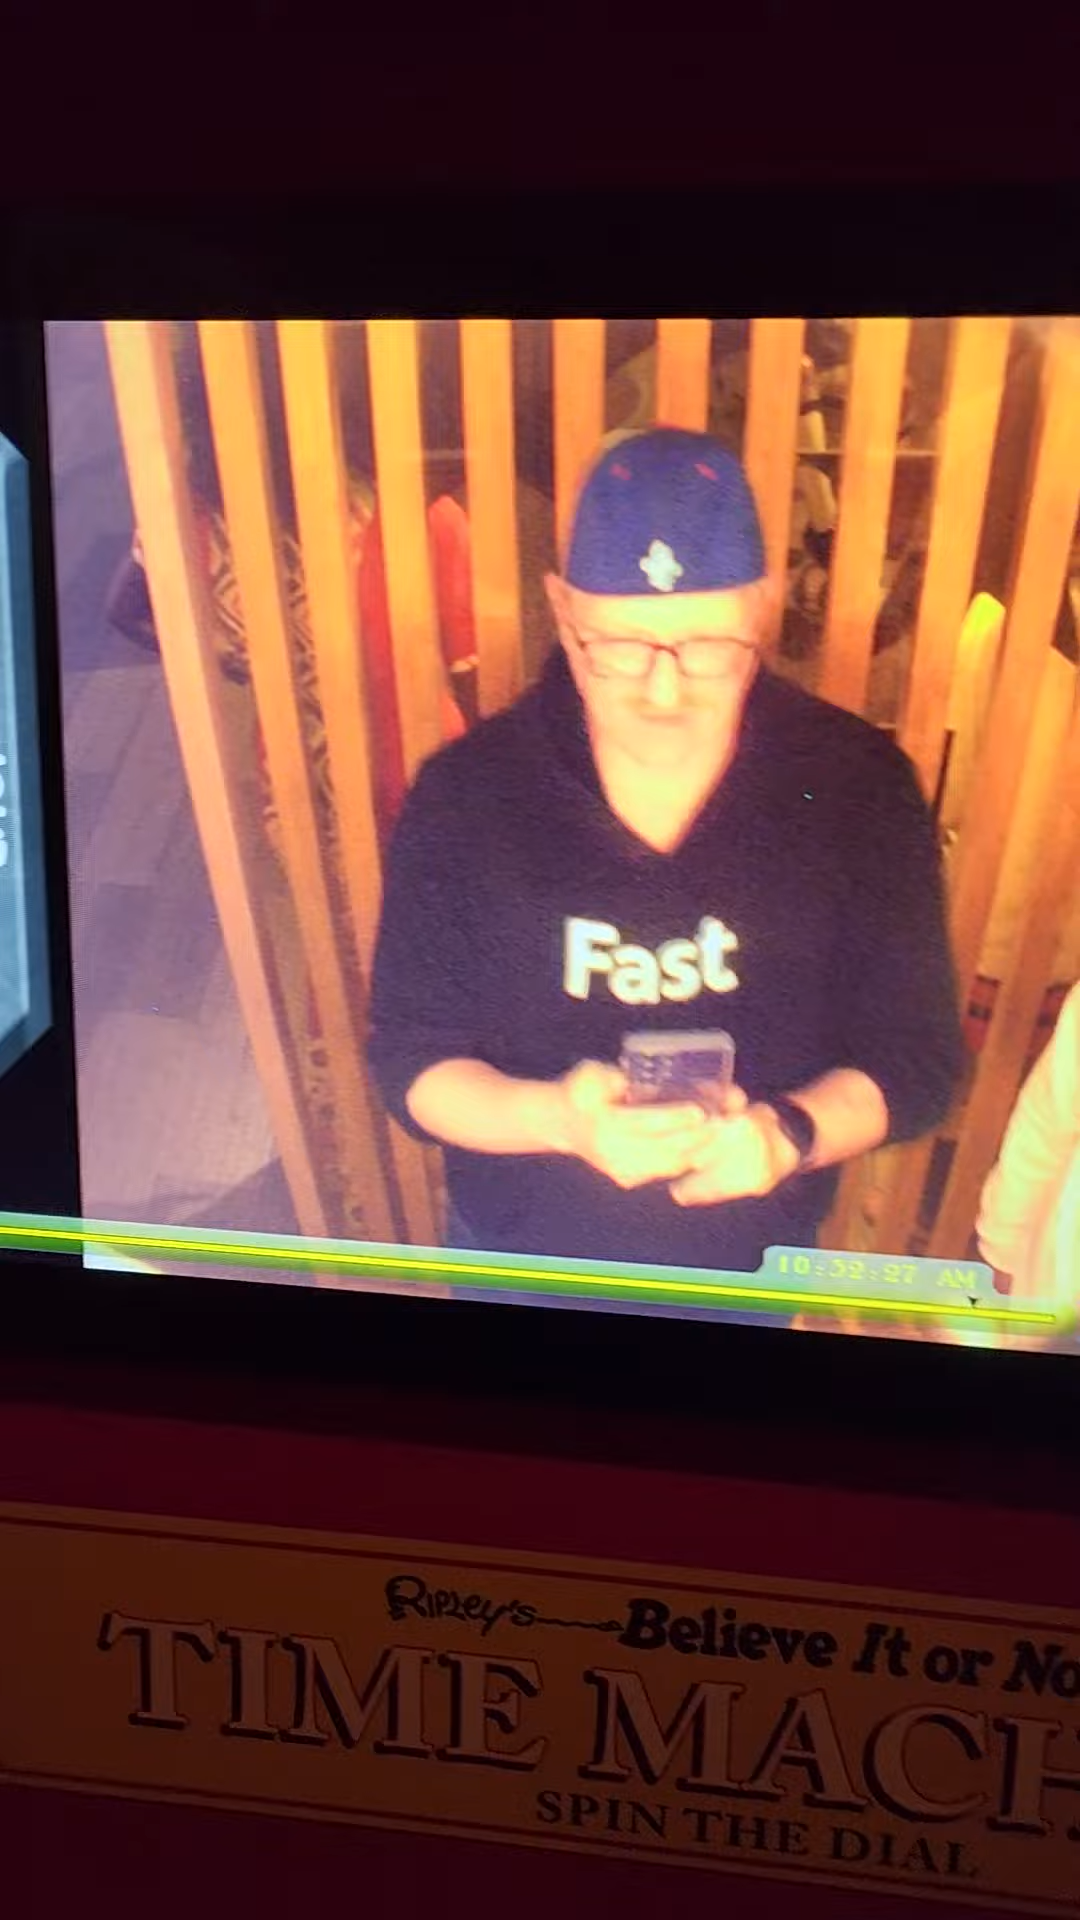 Fast
10:52:27 AM
Ripley's Believe It or No
TIME MACH
SPIN THE DIAL